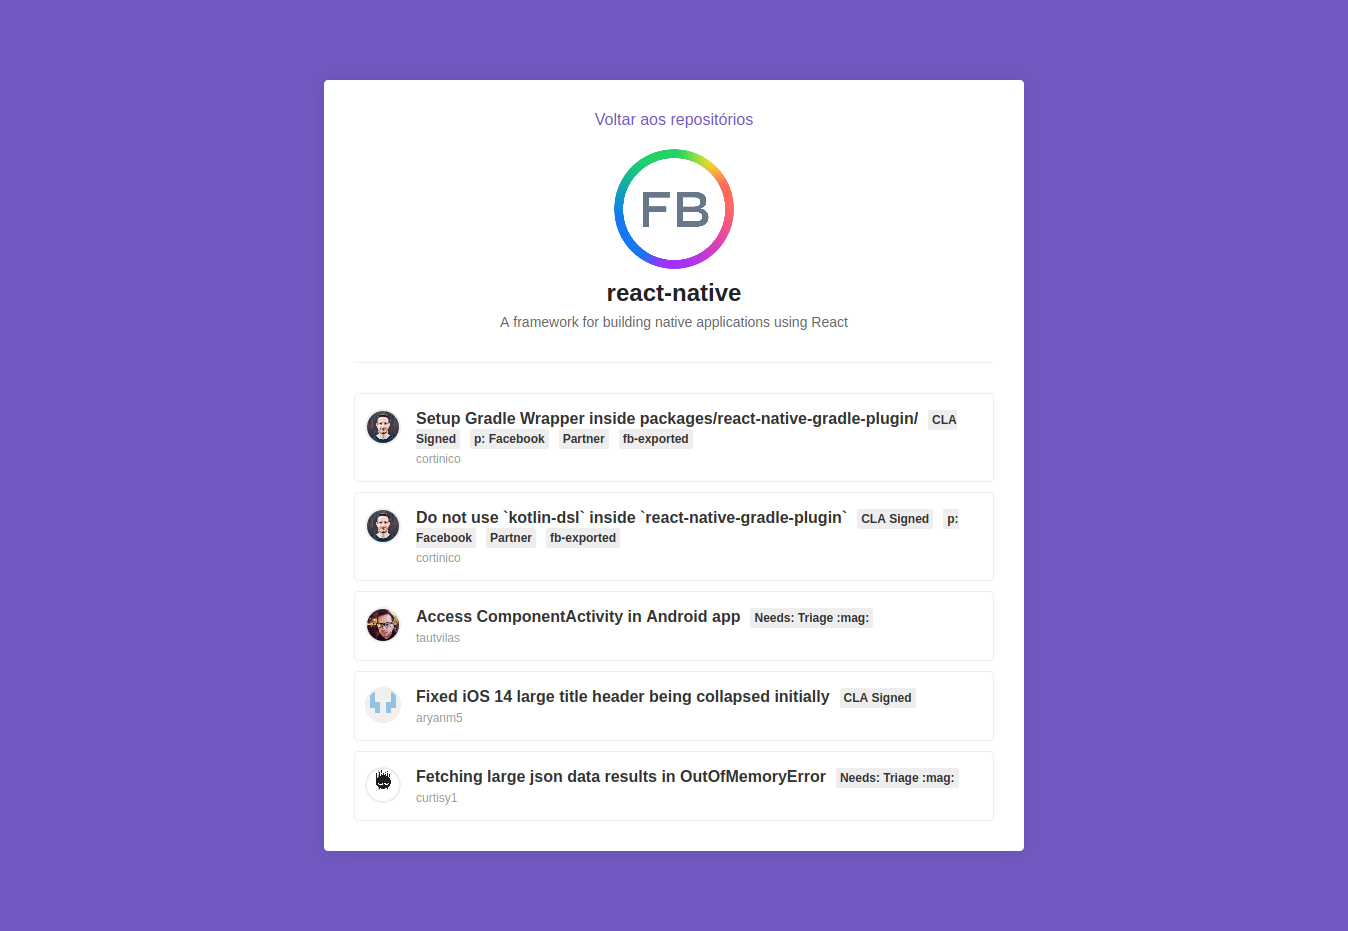 Voltar aos repositórios
FB
react-native
A framework for building native applications using React
Setup Gradle Wrapper inside packages/react-native-gradle-plugin/ CLA
Signed p: Facebook Partner fb-exported
cortinico
Do not use `kotlin-dsl` inside `react-native-gradle-plugin` CLA Signed p:
Facebook Partner fb-exported
cortinico
Access ComponentActivity in Android app Needs: Triage :mag:
tautvilas
Fixed iOS 14 large title header being collapsed initially CLA Signed
aryanm5
Fetching large json data results in OutOfMemoryError Needs: Triage :mag:
curtisy1